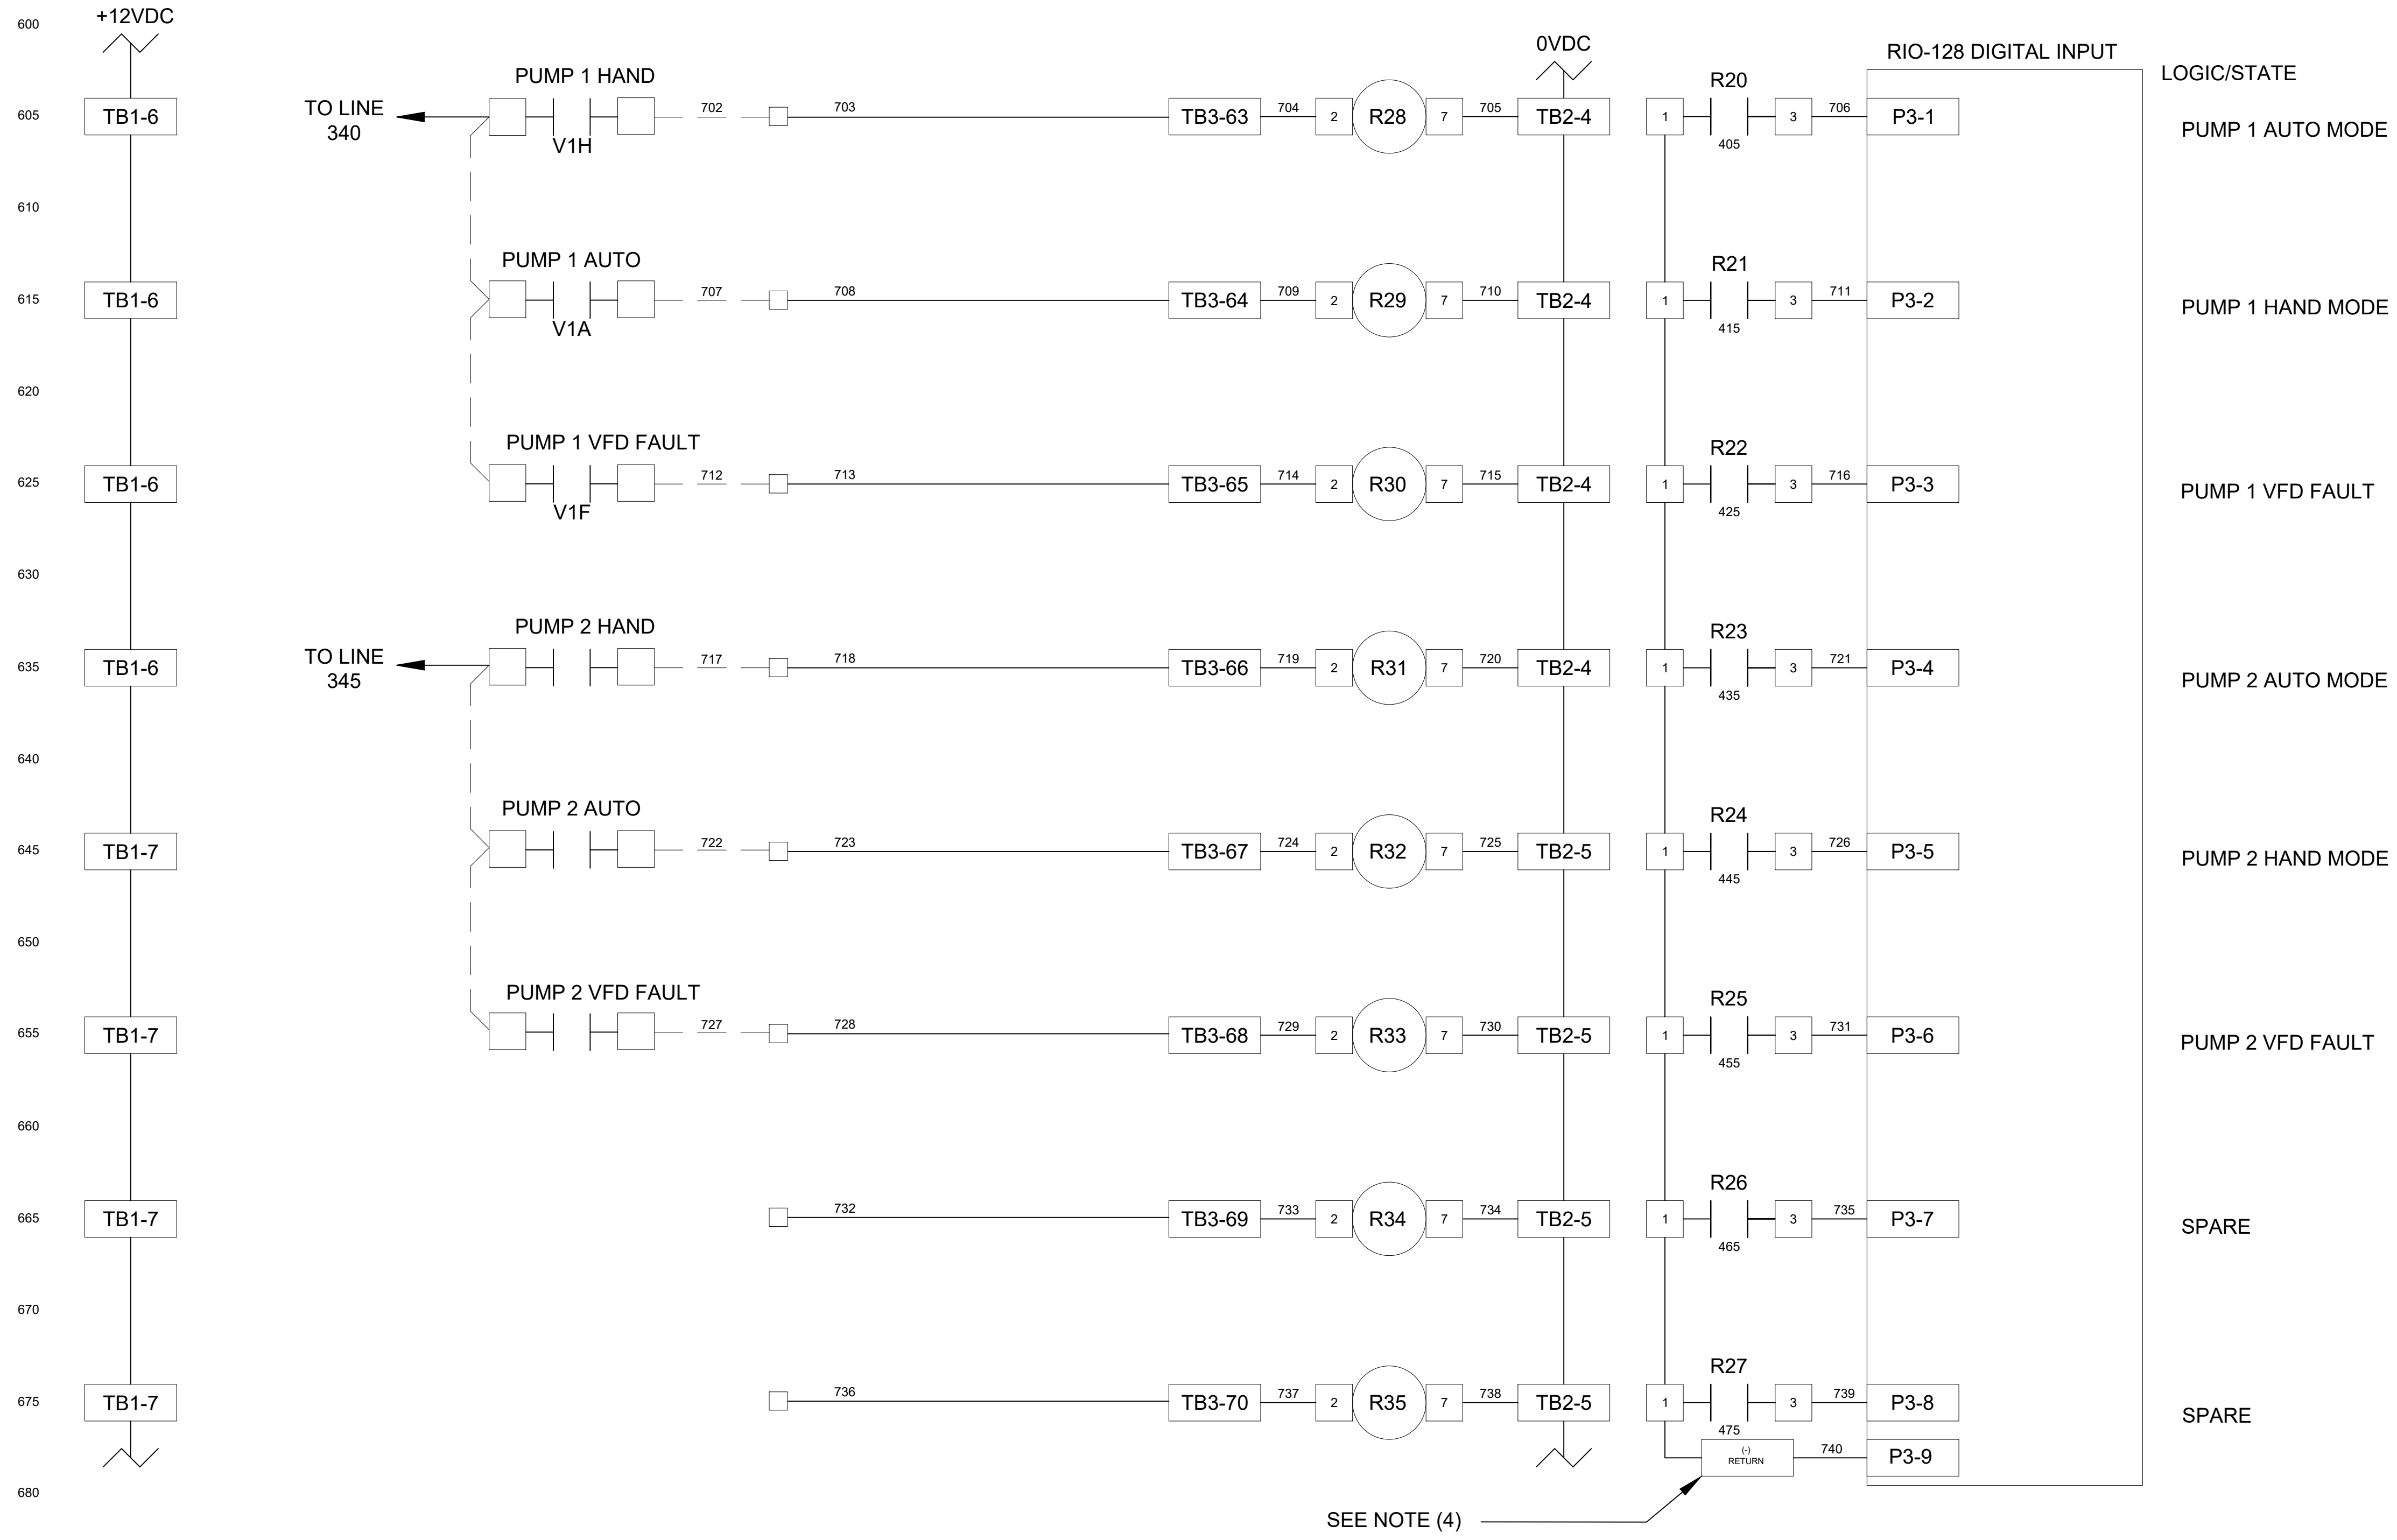 600
+12VDC
0VDC
RIO-128 DIGITAL INPUT
LOGIC/STATE
PUMP 1 HAND
R20
605
TB1-6
TO LINE
340
V1H
702
703
TB3-63
704
2
R28
7
705
TB2-4
1
405
3
706
P3-1
PUMP 1 AUTO MODE
610
PUMP 1 AUTO
R21
615
TB1-6
V1A
707
708
TB3-64
709
2
R29
7
710
TB2-4
1
415
3
711
P3-2
PUMP 1 HAND MODE
620
PUMP 1 VFD FAULT
R22
625
TB1-6
V1F
712
713
TB3-65
714
2
R30
7
715
TB2-4
1
425
3
716
P3-3
PUMP 1 VFD FAULT
630
PUMP 2 HAND
R23
635
TB1-6
TO LINE
345
717
718
TB3-66
719
2
R31
7
720
TB2-4
1
435
3
721
P3-4
PUMP 2 AUTO MODE
640
PUMP 2 AUTO
R24
645
TB1-7
722
723
TB3-67
724
2
R32
7
725
TB2-5
1
445
3
726
P3-5
PUMP 2 HAND MODE
650
PUMP 2 VFD FAULT
R25
655
TB1-7
727
728
TB3-68
729
2
R33
7
730
TB2-5
1
455
3
731
P3-6
PUMP 2 VFD FAULT
660
R26
665
TB1-7
732
TB3-69
733
2
R34
7
734
TB2-5
1
465
3
735
P3-7
SPARE
670
R27
675
TB1-7
736
TB3-70
737
2
R35
7
738
TB2-5
1
475
3
739
P3-8
SPARE
(-)
RETURN
740
P3-9
680
SEE NOTE (4)